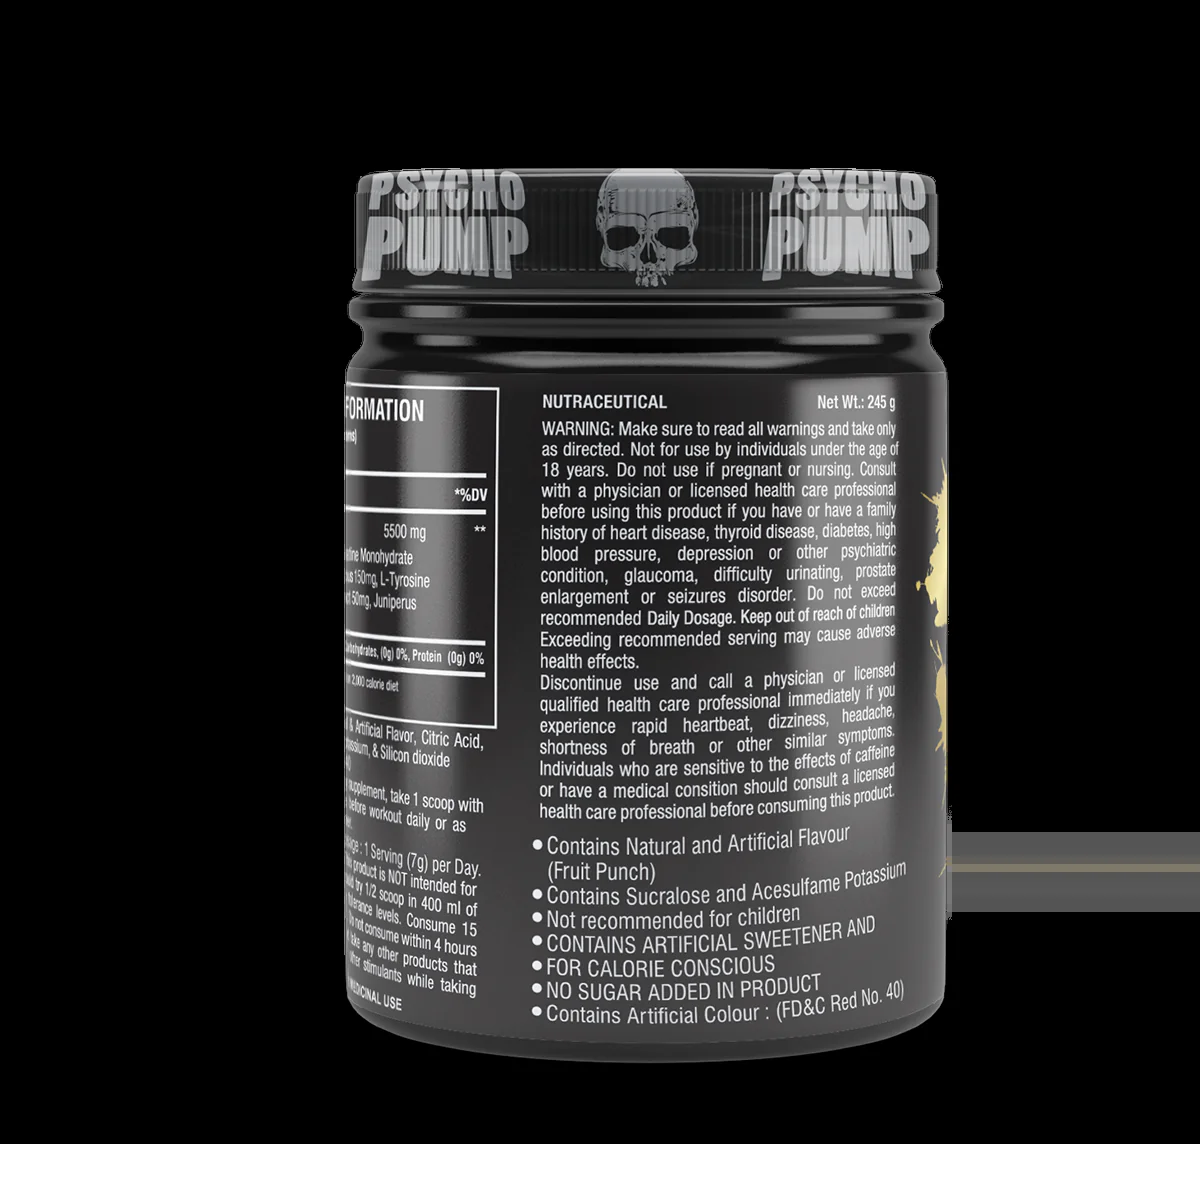 PSYCHO
PUMP
PSYCHO
PUMP
FORMATION
*%DV
5500 mg **
Monohydrate
150mg, L-Tyrosine
50mg, Juniperus
(0g) 0%, Protein (0g) 0%
2,000 calorie diet
& Artificial Flavor, Citric Acid,
& Silicon dioxide
supplement, take 1 scoop with
before workout daily or as
: 1 Serving (7g) per Day.
product is NOT intended for
try 1/2 scoop in 400 ml of
levels. Consume 15
not consume within 4 hours
take any other products that
stimulants while taking
MEDICINAL USE
NUTRACEUTICAL Net Wt.: 245 g
WARNING: Make sure to read all warnings and take only
as directed. Not for use by individuals under the age of
18 years. Do not use if pregnant or nursing. Consult
with a physician or licensed health care professional
before using this product if you have or have a family
history of heart disease, thyroid disease, diabetes, high
blood pressure, depression or other psychiatric
condition, glaucoma, difficulty urinating, prostate
enlargement or seizures disorder. Do not exceed
recommended Daily Dosage. Keep out of reach of children
Exceeding recommended serving may cause adverse
health effects.
Discontinue use and call a physician or licensed
qualified health care professional immediately if you
experience rapid heartbeat, dizziness, headache,
shortness of breath or other similar symptoms.
Individuals who are sensitive to the effects of caffeine
or have a medical consition should consult a licensed
health care professional before consuming this product.
• Contains Natural and Artificial Flavour
(Fruit Punch)
• Contains Sucralose and Acesulfame Potassium
• Not recommended for children
• CONTAINS ARTIFICIAL SWEETENER AND
• FOR CALORIE CONSCIOUS
• NO SUGAR ADDED IN PRODUCT
• Contains Artificial Colour : (FD&C Red No. 40)